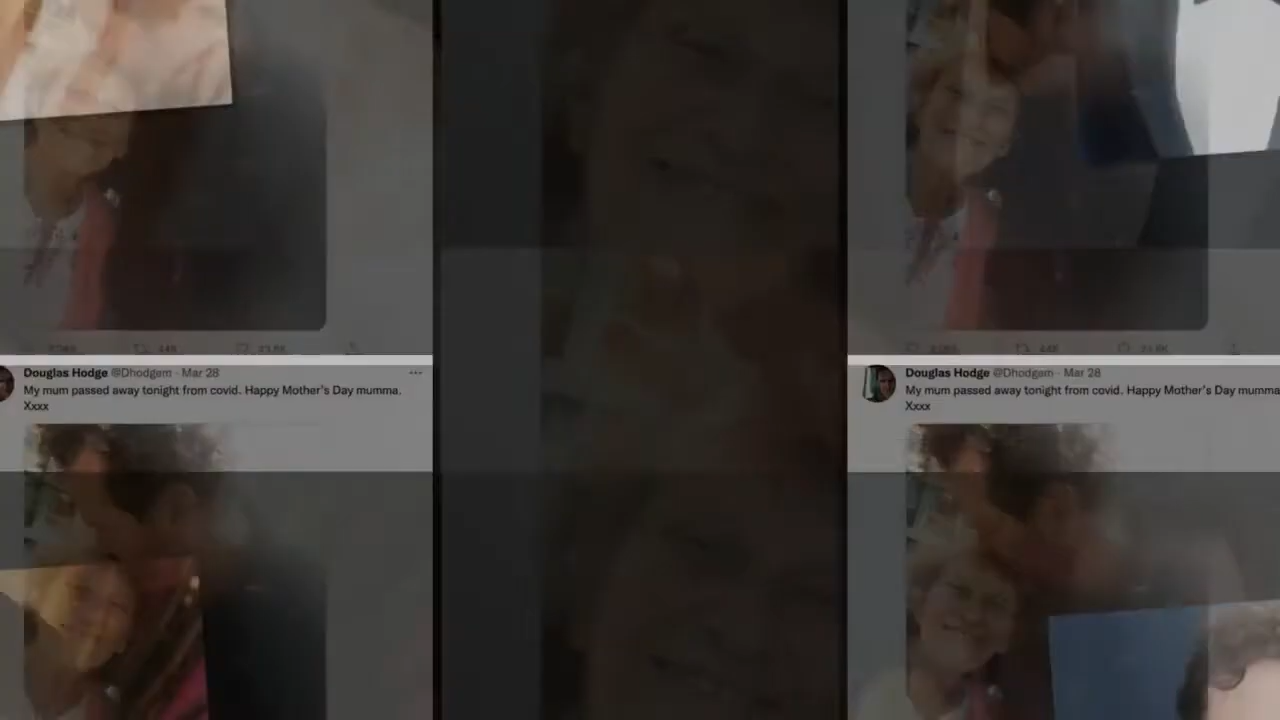 Douglas Hodge @Dhodgem · Mar 28
My mum passed away tonight from covid. Happy Mother's Day mumma.
Xxxx
Douglas Hodge @Dhodgem · Mar 28
My mum passed away tonight from covid. Happy Mother's Day mumma
Xxxx